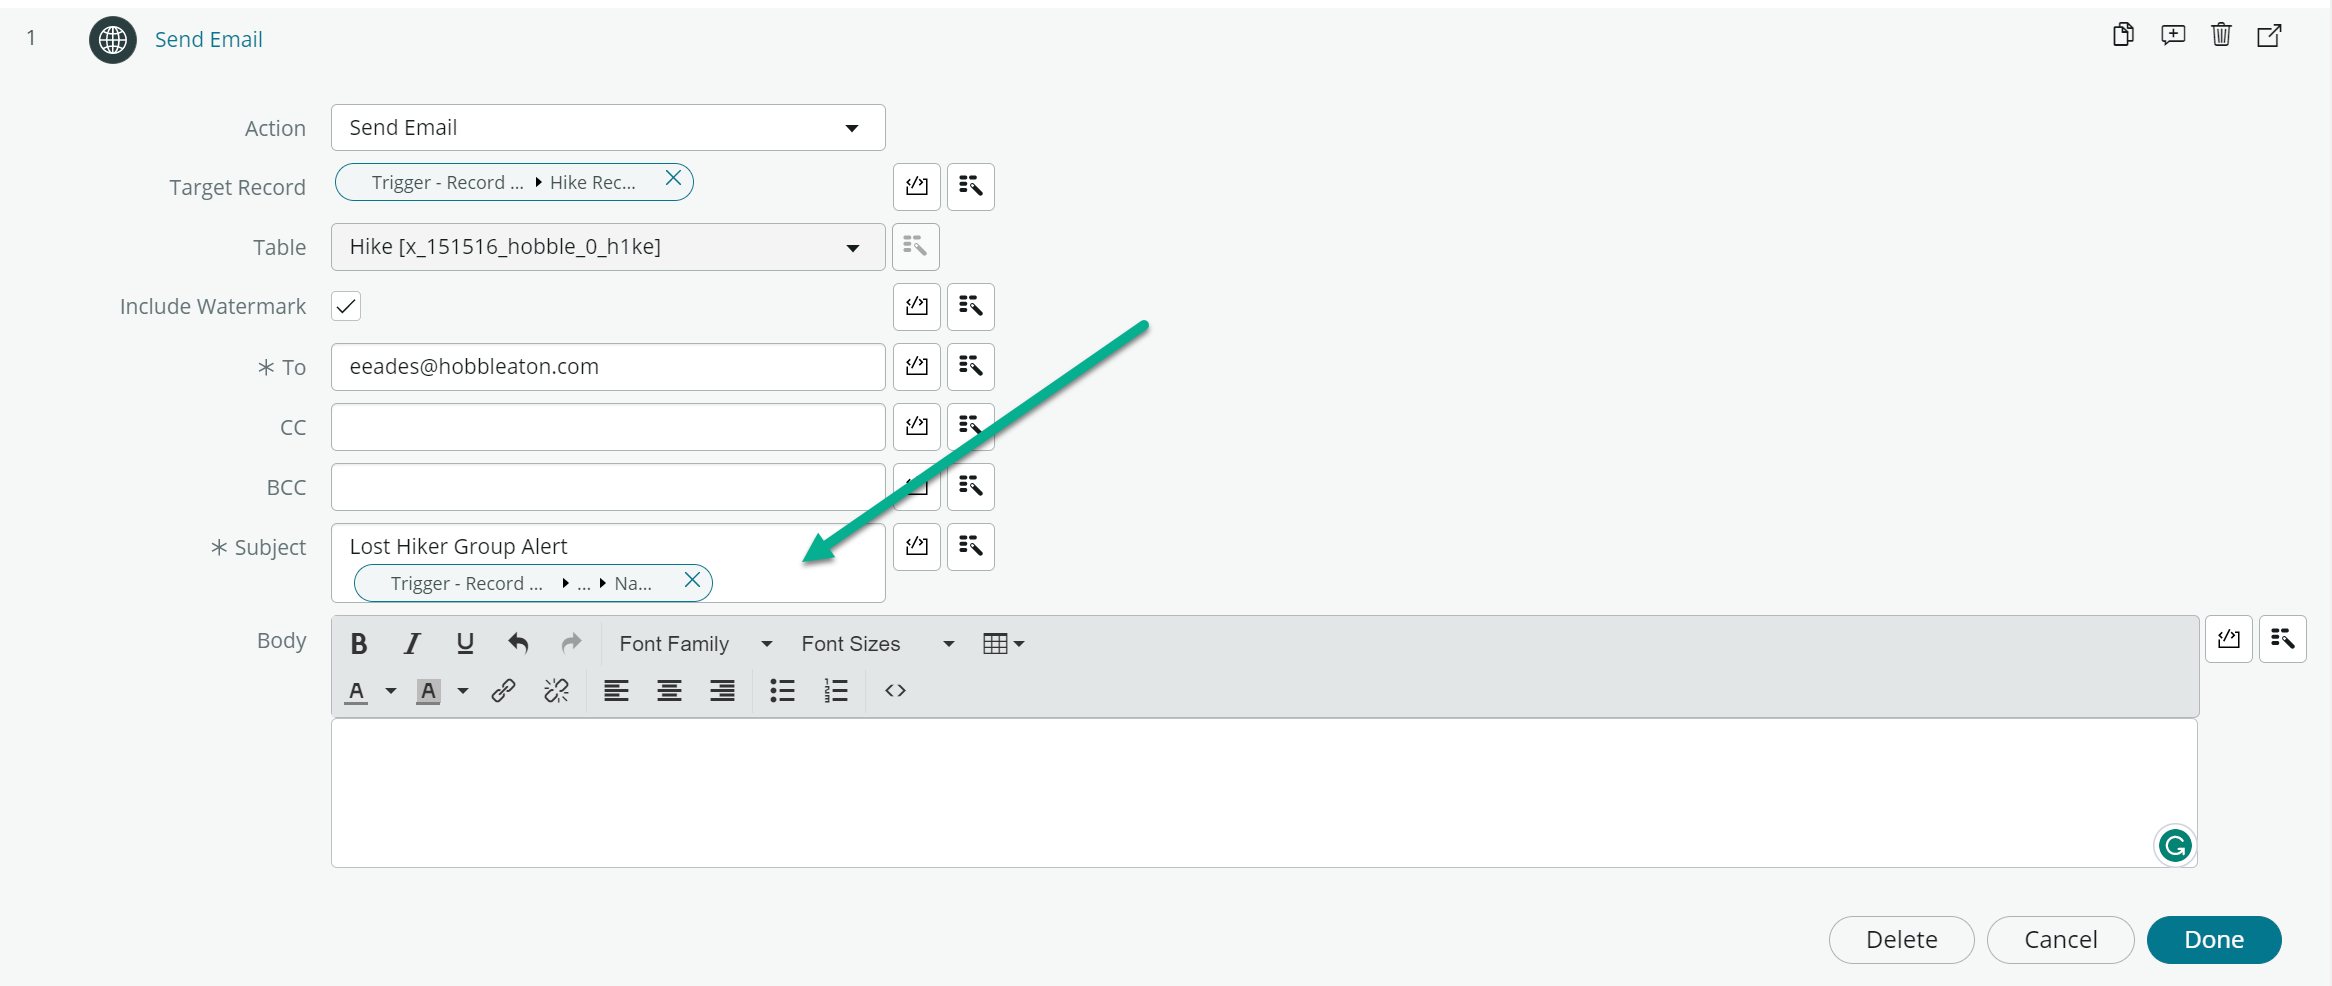 1 Send Email
Action Send Email
Target Record Trigger - Record ... Hike Rec...
Table Hike [x_151516_hobble_0_h1ke]
Include Watermark
* To eeades@hobbleaton.com
CC
BCC
* Subject Lost Hiker Group Alert
Trigger - Record ... ... Na...
Body B I U Font Family Font Sizes
A A
Delete Cancel Done